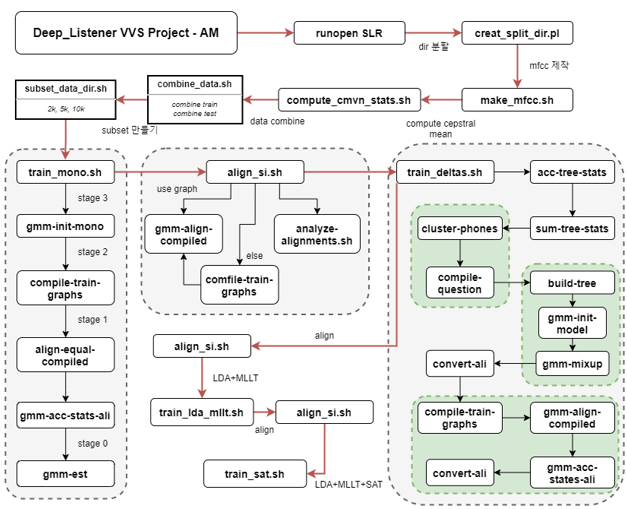 Deep_Listener VVS Project - AM
runopen SLR
dir 분할
creat_split_dir.pl
mfcc 제작
subset_data_dir.sh
2k, 5k, 10k
combine_data.sh
combine train
combine test
data combine
compute_cmvn_stats.sh
compute cepstral
mean
make_mfcc.sh
subset 만들기
train_mono.sh
stage 3
gmm-init-mono
stage 2
compile-train-
graphs
stage 1
align-equal-
compiled
gmm-acc-stats-ali
stage 0
gmm-est
align_si.sh
use graph
gmm-align-
compiled
else
comfile-train-
graphs
analyze-
alignments.sh
train_deltas.sh
acc-tree-stats
cluster-phones
sum-tree-stats
compile-
question
build-tree
gmm-init-
model
convert-ali
gmm-mixup
compile-train-
graphs
gmm-align-
compiled
convert-ali
gmm-acc-
states-ali
align
align_si.sh
LDA+MLLT
train_lda_mllt.sh
align
align_si.sh
train_sat.sh
LDA+MLLT+SAT